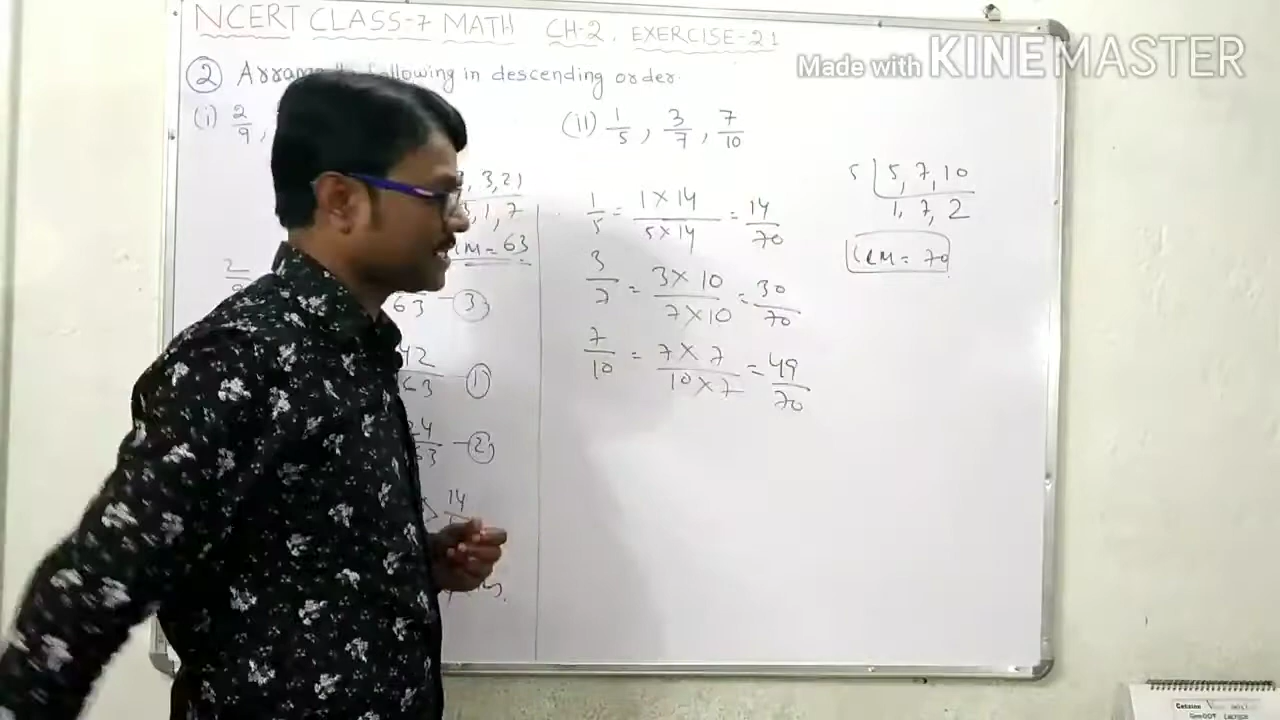 NCERT CLASS-7 MATH CH-2, EXERCISE-2.1
Made with KINEMASTER
② Arrange following in descending order.
(i) 2/9,
3, 21
3, 1, 7
LCM = 63
2/9
63 — ③
42/63 — ①
24/63 — ②
> 14
(ii) 1/5, 3/7, 7/10
1/5 = 1×14/5×14 = 14/70
3/7 = 3×10/7×10 = 30/70
7/10 = 7×7/10×7 = 49/70
5 | 5, 7, 10
1, 7, 2
LCM = 70